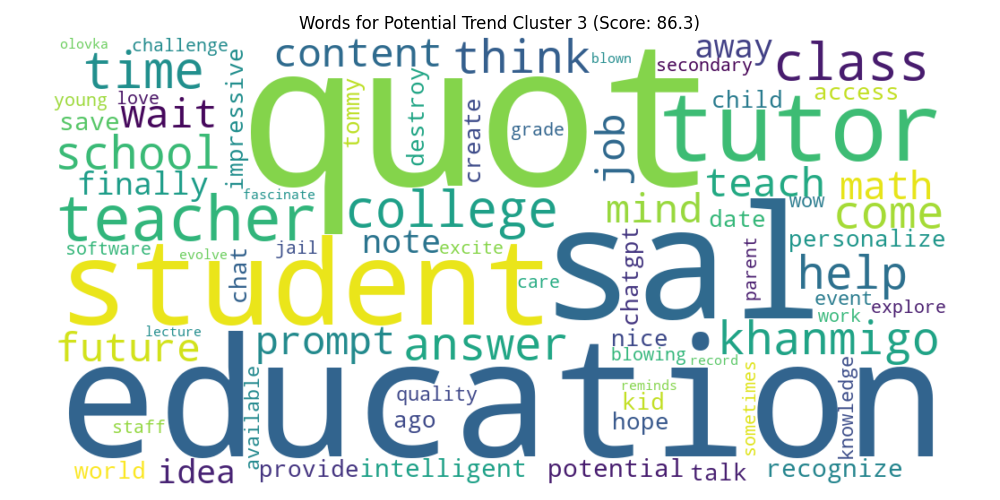 Words for Potential Trend Cluster 3 (Score: 86.3)
olovka
challenge
time
content
think
blown
away
secondary
class
young
love
wait
save
impressive
tommy
destroy
create
grade
quot
job
tutor
child
access
school
finally
fascinate
teach
math
wow
teacher
college
mind
date
come
software
evolve
jail
note
excite
personalize
student
chat
care
sal
chatgpt
parent
help
event
explore
work
lecture
future
prompt
answer
nice
blowing
record
khanmigo
education
quality
ago
reminds
kid
hope
sometimes
knowledge
staff
available
world
idea
provide
intelligent
potential
talk
recognize